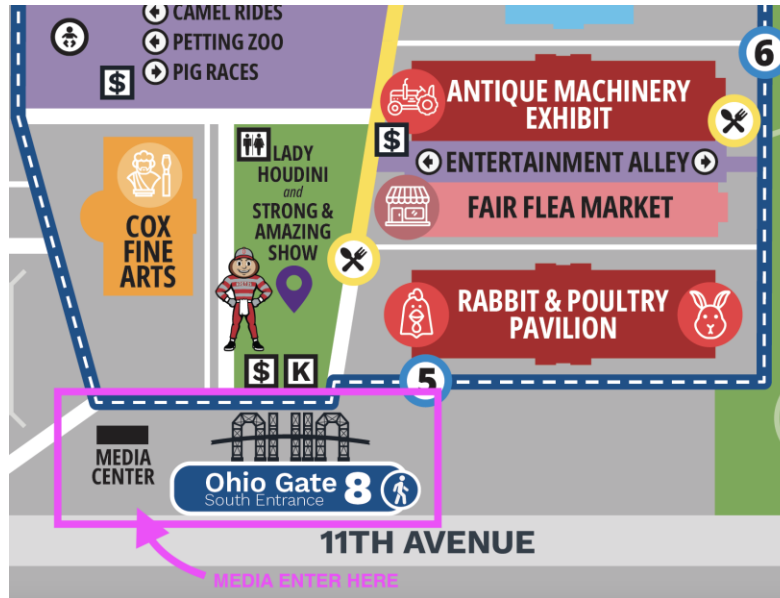 CAMEL RIDES
PETTING ZOO
$
PIG RACES
6
ANTIQUE MACHINERY
EXHIBIT
$
ENTERTAINMENT ALLEY
FAIR FLEA MARKET
LADY
HOUDINI
and
STRONG &
AMAZING
SHOW
COX
FINE
ARTS
RABBIT & POULTRY
PAVILION
$ K
5
MEDIA
CENTER
OHIO
Ohio Gate 8
South Entrance
11TH AVENUE
MEDIA ENTER HERE